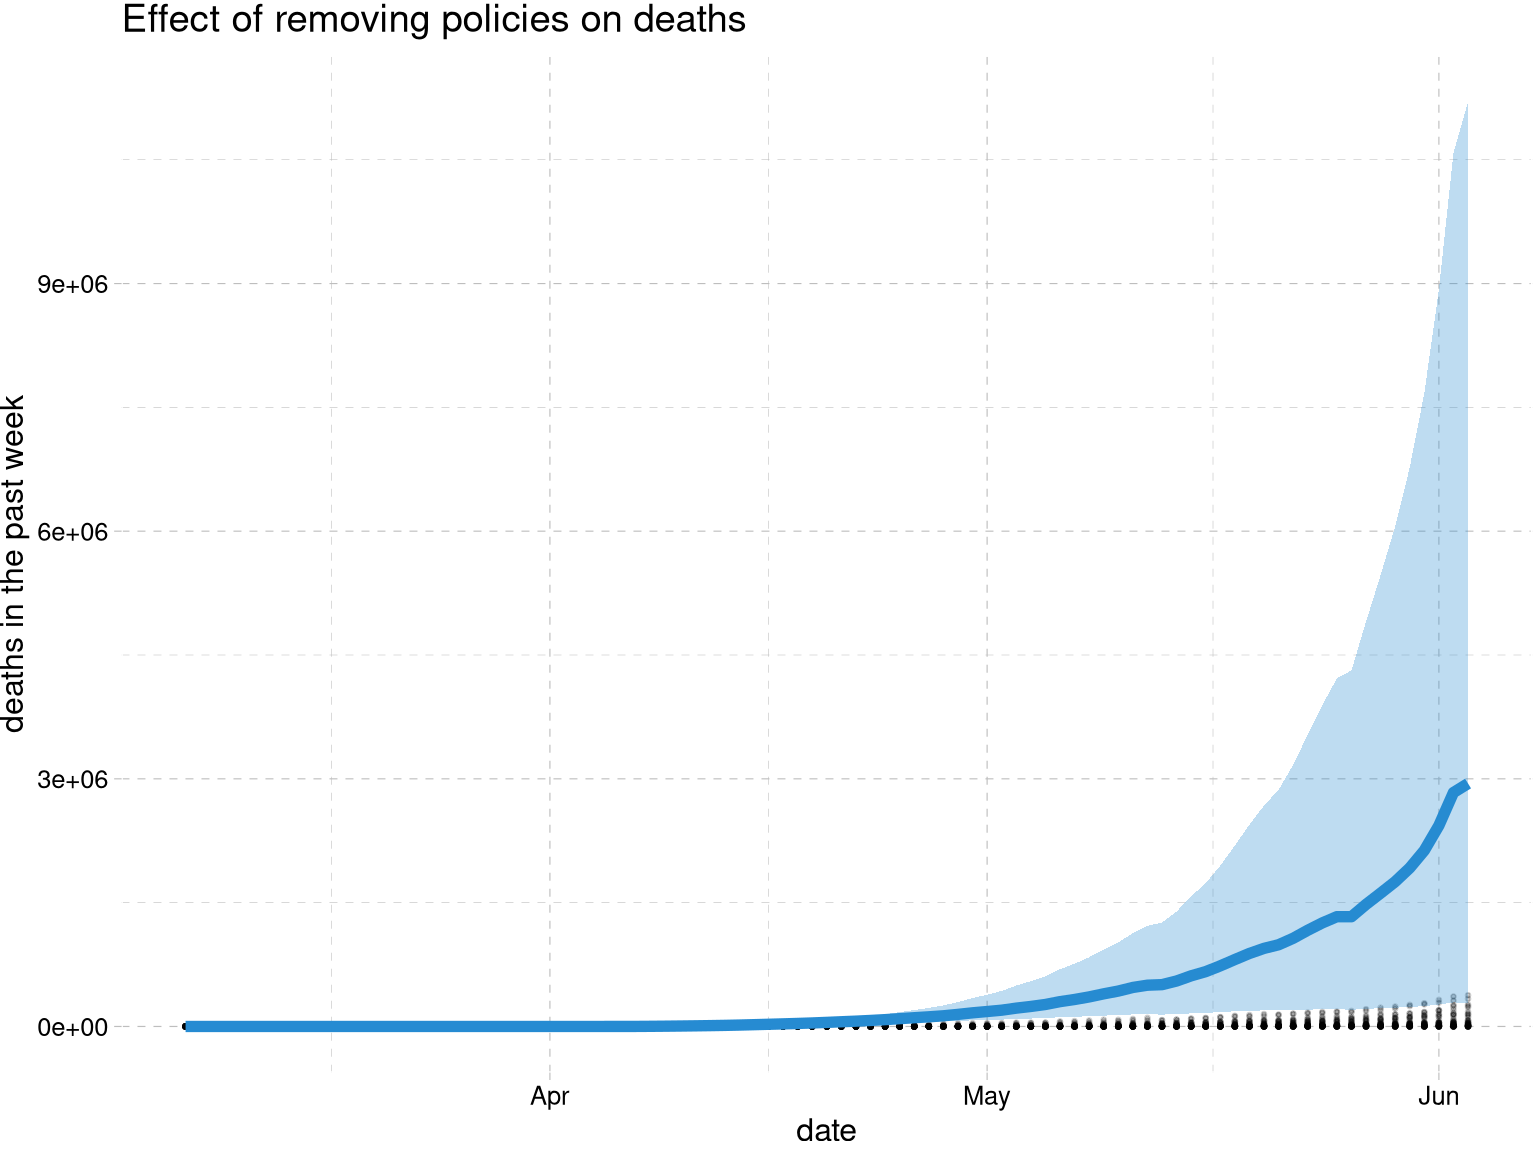 Effect of removing policies on deaths
deaths in the past week
9e+06
6e+06
3e+06
0e+00
Apr
May
Jun
date